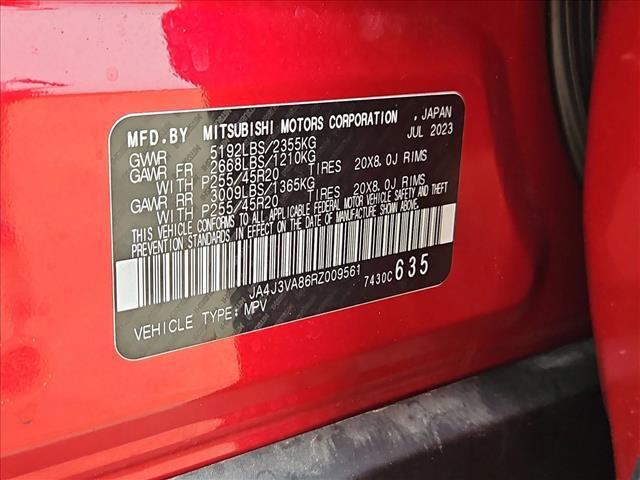 MFD.BY MITSUBISHI MOTORS CORPORATION , JAPAN
GVWR 5192LBS/2355KG JUL 2023
GAWR FR 2668LBS/1210KG
WITH P255/45R20 TIRES 20X8.0J RIMS
GAWR RR 3009LBS/1365KG
WITH P255/45R20 TIRES 20X8.0J RIMS
THIS VEHICLE CONFORMS TO ALL APPLICABLE FEDERAL MOTOR VEHICLE SAFETY AND THEFT
PREVENTION STANDARDS IN EFFECT ON THE DATE OF MANUFACTURE SHOWN ABOVE.
JA4J3VA86RZ009561 7430C 635
VEHICLE TYPE: MPV